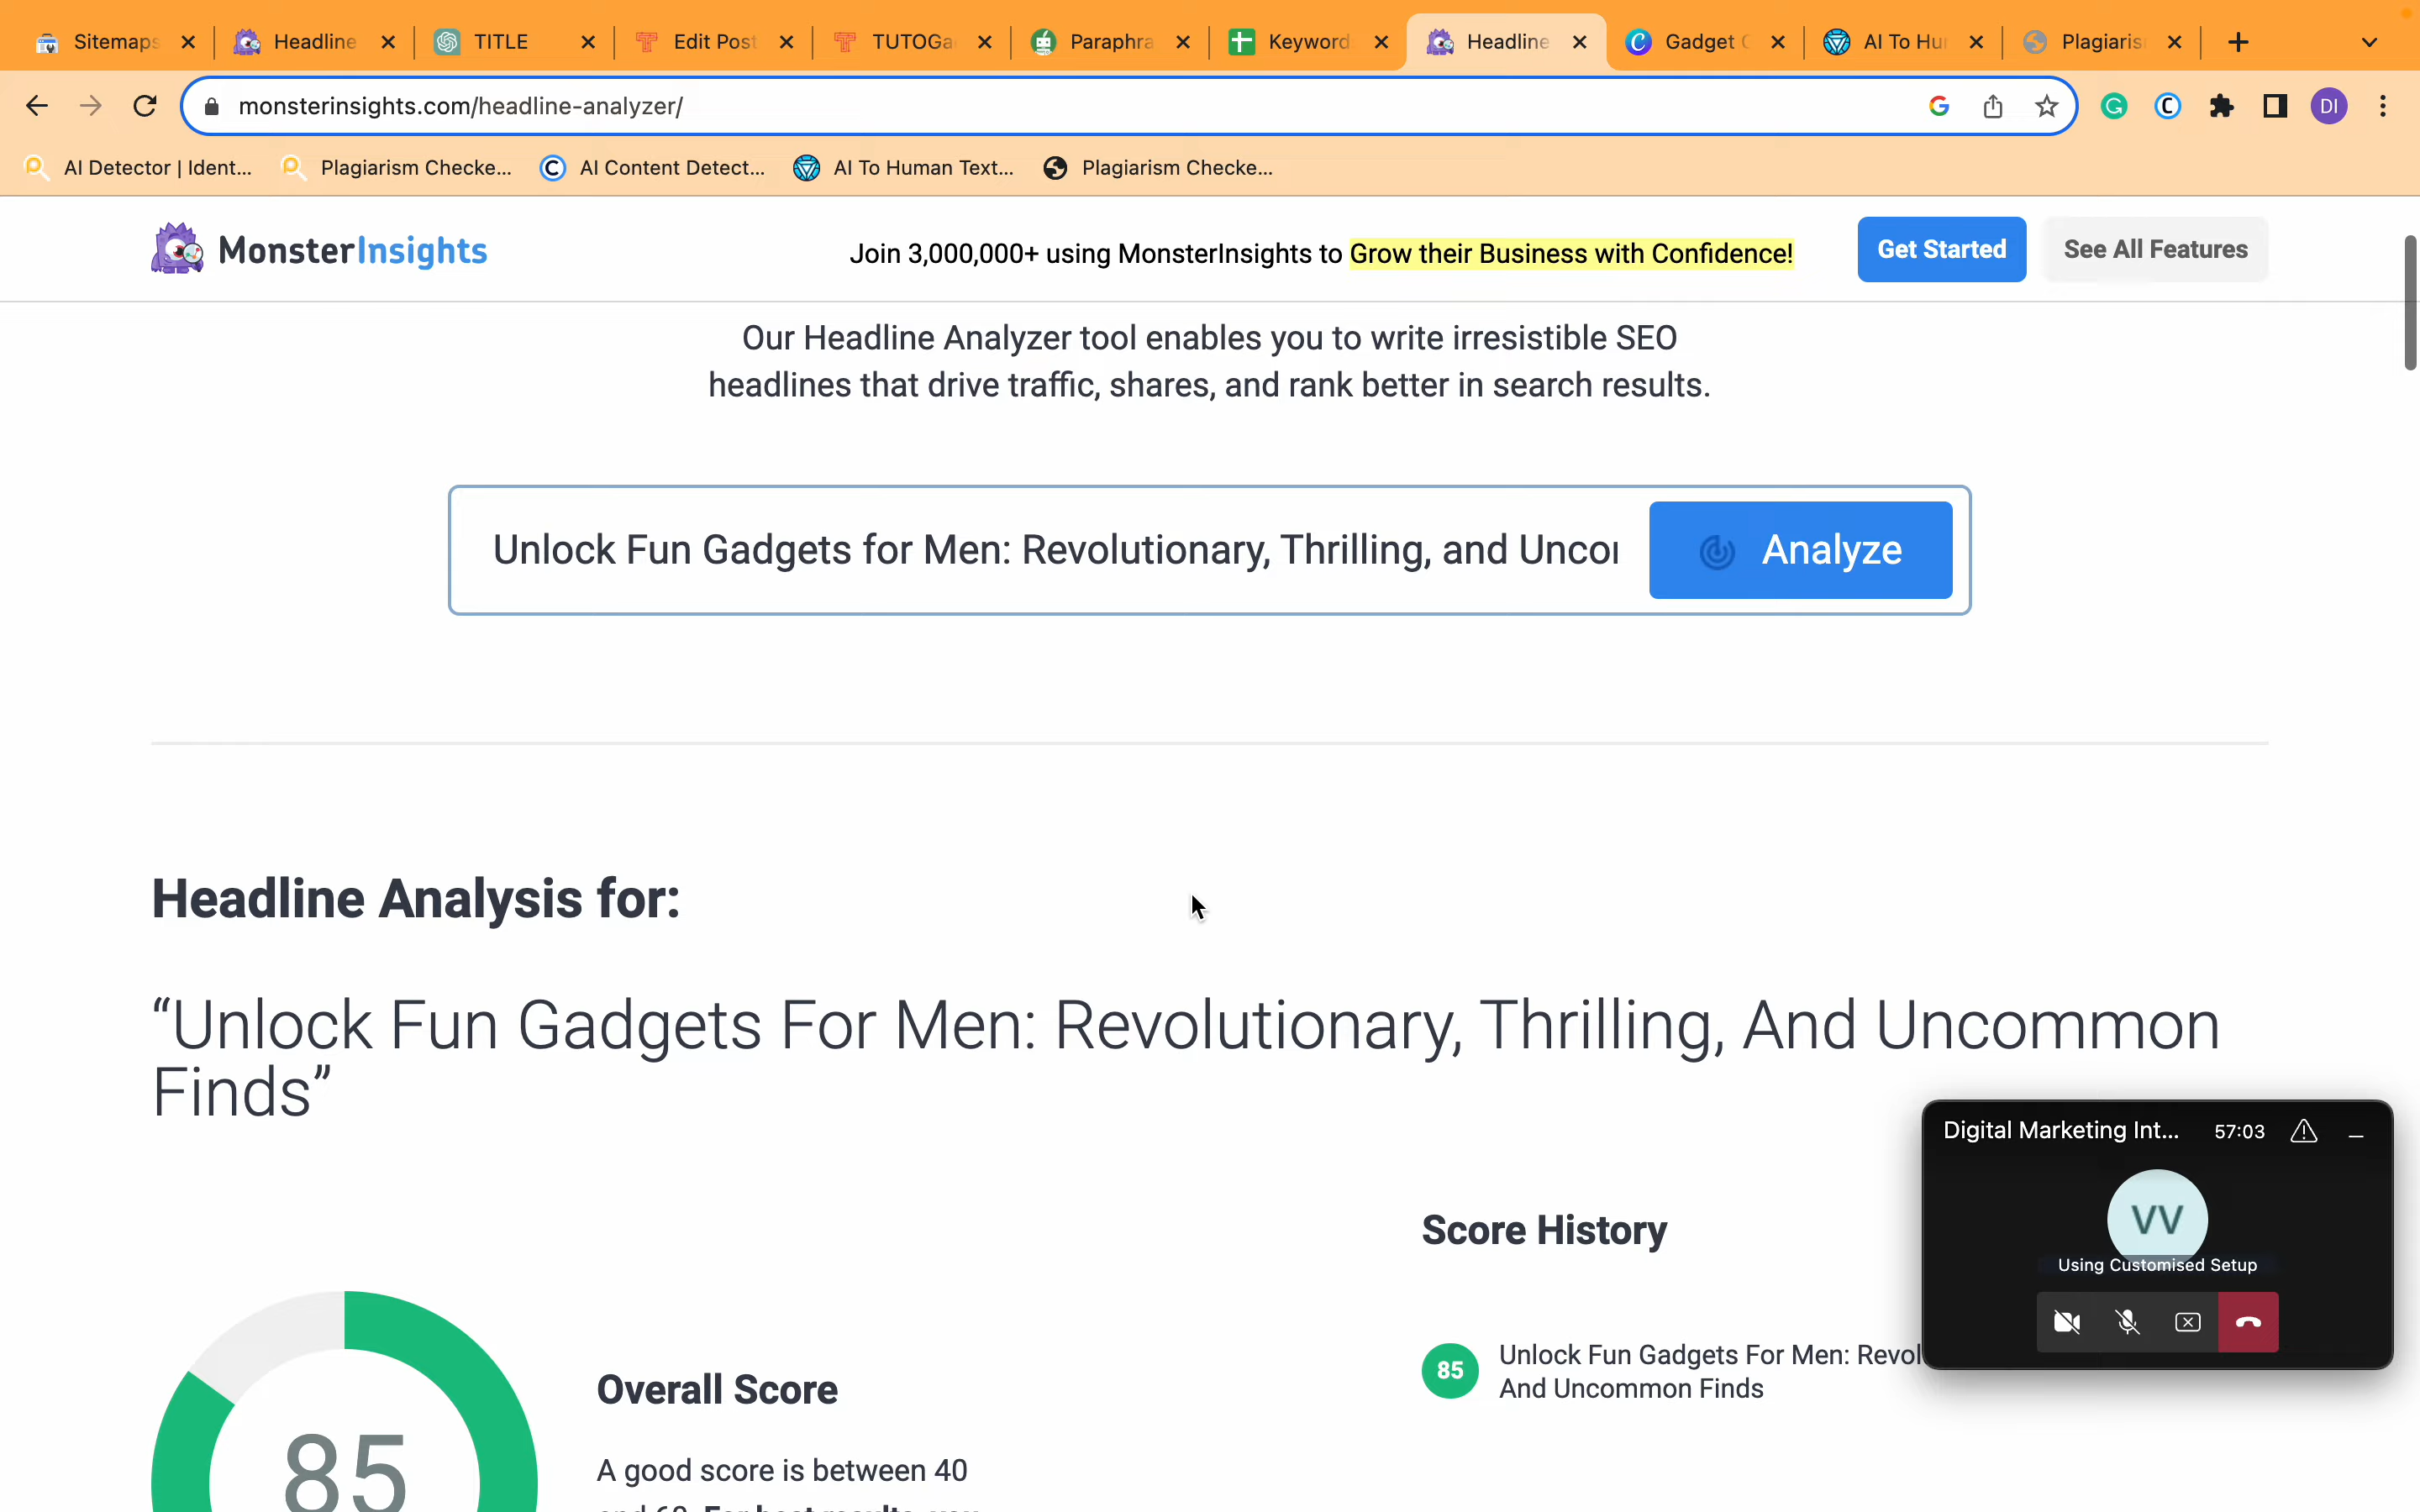 Sitemaps
Headline
TITLE
Edit Post
TUTOGa
Paraphra
Keyword
Headline
Gadget
AI To Hu
Plagiaris
monsterinsights.com/headline-analyzer/
DI
AI Detector | Ident...
Plagiarism Checke...
AI Content Detect...
AI To Human Text...
Plagiarism Checke...
MonsterInsights
Join 3,000,000+ using MonsterInsights to Grow their Business with Confidence!
Get Started
See All Features
Our Headline Analyzer tool enables you to write irresistible SEO
headlines that drive traffic, shares, and rank better in search results.
Unlock Fun Gadgets for Men: Revolutionary, Thrilling, and Uncor
Analyze
Headline Analysis for:
“Unlock Fun Gadgets For Men: Revolutionary, Thrilling, And Uncommon
Finds”
Digital Marketing Int... 57:03
VV
Using Customised Setup
Score History
85
Unlock Fun Gadgets For Men: Revol
And Uncommon Finds
Overall Score
85
A good score is between 40